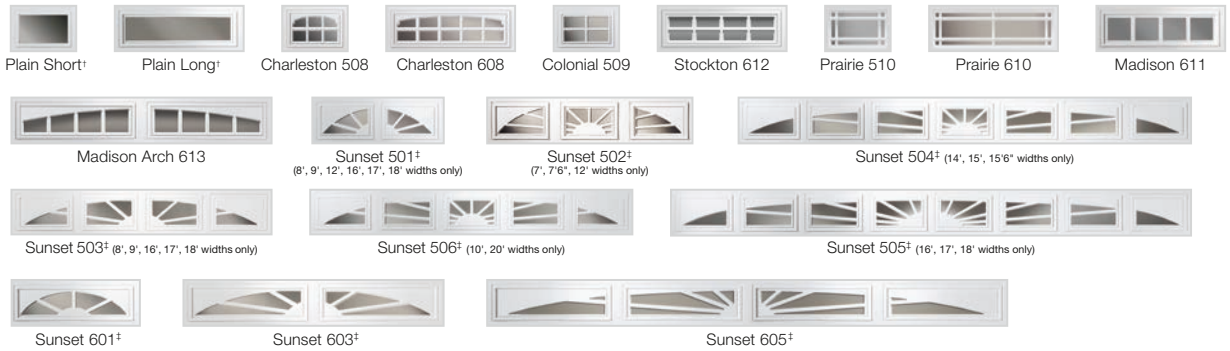 Plain Short†
Plain Long†
Charleston 508
Charleston 608
Colonial 509
Stockton 612
Prairie 510
Prairie 610
Madison 611
Madison Arch 613
Sunset 501‡
(8', 9', 12', 16', 17', 18' widths only)
Sunset 502‡
(7', 7'6", 12' widths only)
Sunset 504‡ (14', 15', 15'6" widths only)
Sunset 503‡ (8', 9', 16', 17', 18' widths only)
Sunset 506‡ (10', 20' widths only)
Sunset 505‡ (16', 17', 18' widths only)
Sunset 601‡
Sunset 603‡
Sunset 605‡